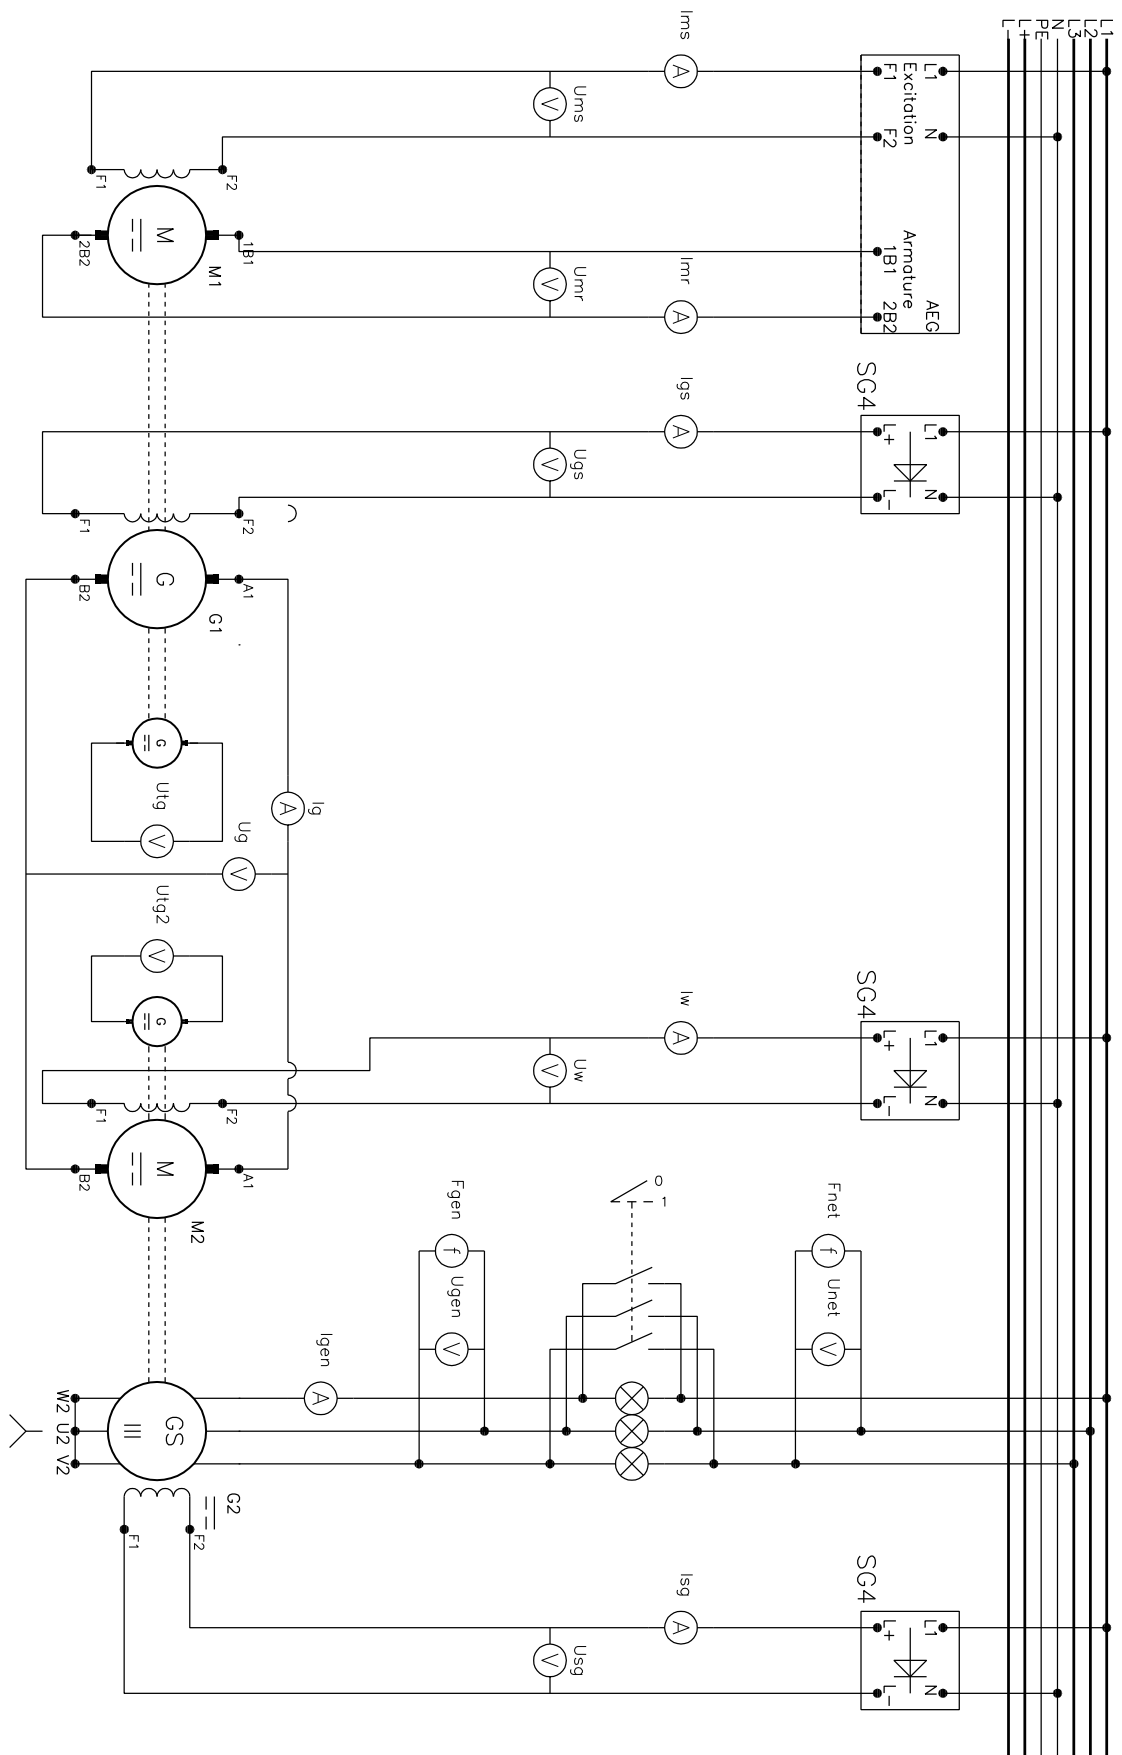 L1
L2
L3
N
PE
L+
L-
L1
N
Excitation
F1
F2
Armature
1B1
2B2
AEG
SG4
L1
N
L+
L-
SG4
L1
N
L+
L-
SG4
L1
N
L+
L-
Ims
A
Imr
A
Igs
A
Iw
A
Isg
A
Ums
V
Umr
V
Ugs
V
Uw
V
Usg
V
Fnet
f
Unet
V
0
1
Fgen
f
Ugen
V
Igen
A
Ig
A
Ug
V
F1
F2
M
M1
1B1
2B2
F1
F2
G
G1
A1
B2
G
Utg
V
Utg2
V
G
F1
F2
M
M2
A1
B2
GS
G2
F1
F2
W2
U2
V2